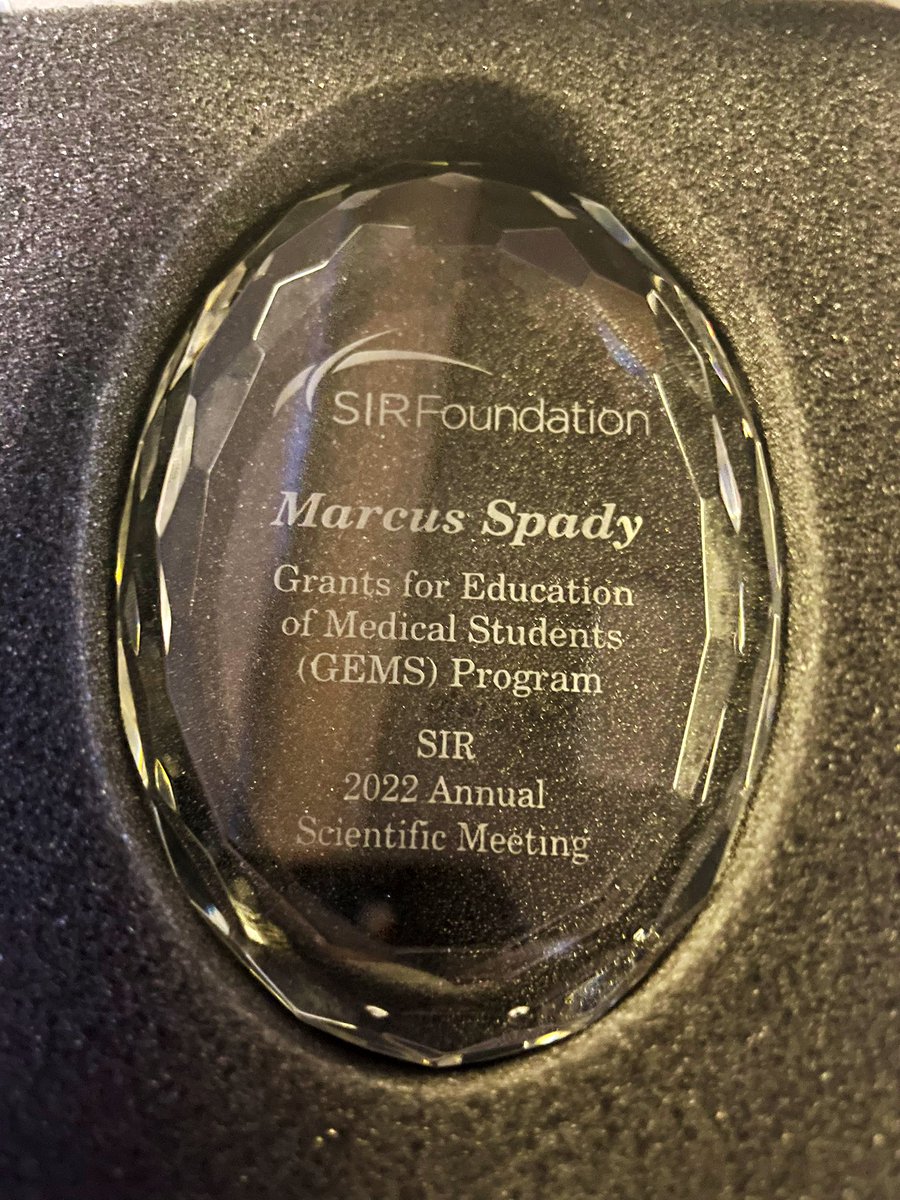 SIRFoundation
Marcus Spady
Grants for Education
of Medical Students
(GEMS) Program
SIR
2022 Annual
Scientific Meeting